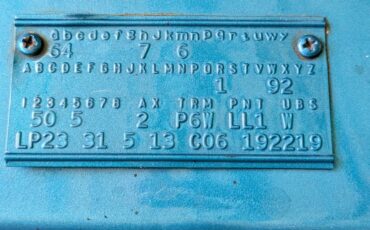 abcdefghJkmnpqrsuwy
64 7 6
ABCDEFGHJKLMNPQRSTVWXYZ
1 92
12345678 AX TRM PNT UBS
50 5 2 P6W LL1 W
LP23 31 5 13 C06 192219